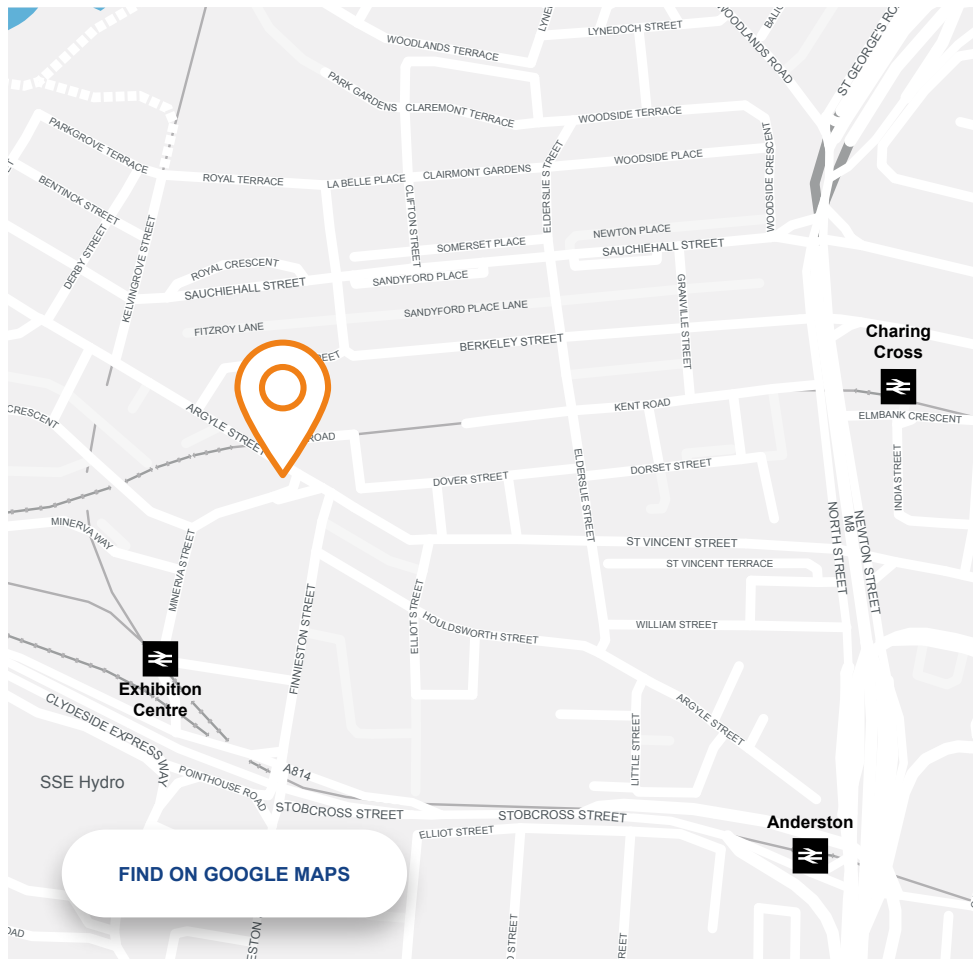 LYNEDOCH STREET
WOODLANDS TERRACE
WOODLANDS ROAD
ST GEORGE'S
PARK GARDENS
CLAREMONT TERRACE
WOODSIDE TERRACE
PARKGROVE TERRACE
WOODSIDE PLACE
WOODSIDE CRESCENT
ELDERSLIE STREET
ROYAL TERRACE
LA BELLE PLACE
CLAIRMONT GARDENS
BENTINCK STREET
CLIFTON STREET
DERBY STREET
KELVINGROVE STREET
NEWTON PLACE
SOMERSET PLACE
SAUCHIEHALL STREET
ROYAL CRESCENT
SANDYFORD PLACE
SAUCHIEHALL STREET
GRANVILLE STREET
SANDYFORD PLACE LANE
FITZROY LANE
BERKELEY STREET
Charing
Cross
KENT ROAD
ELMBANK CRESCENT
CRESCENT
ARGYLE STREET
ROAD
ELDERSLIE STREET
DOVER STREET
DORSET STREET
INDIA STREET
MINERVA WAY
MINERVA STREET
ST VINCENT STREET
ST VINCENT TERRACE
NORTH STREET
M8
NEWTON STREET
FINNIESTON STREET
ELLIOT STREET
HOULDSWORTH STREET
WILLIAM STREET
Exhibition
Centre
CLYDESIDE EXPRESS WAY
ARGYLE STREET
LITTLE STREET
SSE Hydro
POINTHOUSE ROAD
A814
STOBCROSS STREET
STOBCROSS STREET
ELLIOT STREET
Anderston
FIND ON GOOGLE MAPS